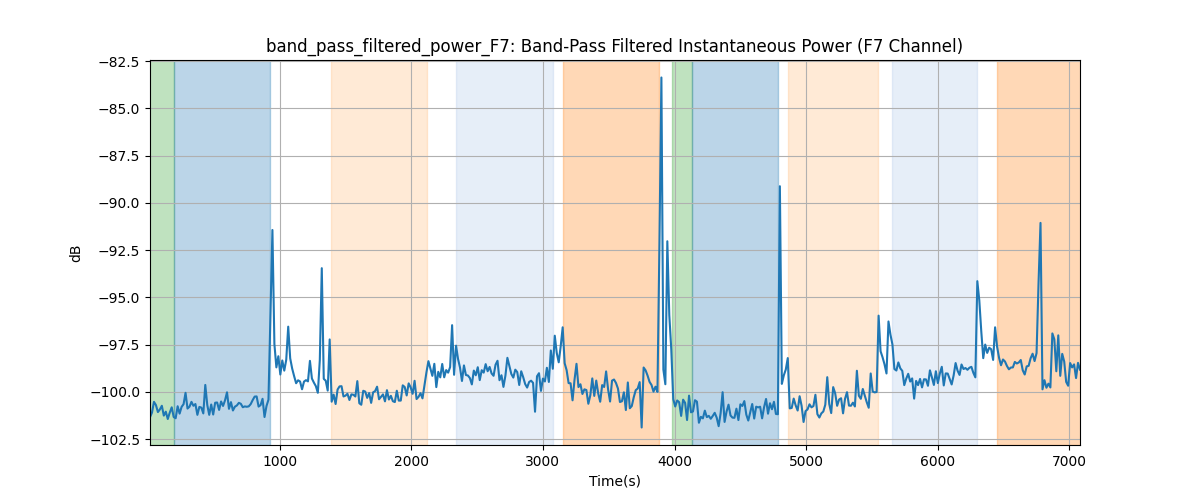 band_pass_filtered_power_F7: Band-Pass Filtered Instantaneous Power (F7 Channel)
−82.5
−85.0
−87.5
−90.0
−92.5
−95.0
−97.5
−100.0
−102.5
dB
1000 2000 3000 4000 5000 6000 7000
Time(s)